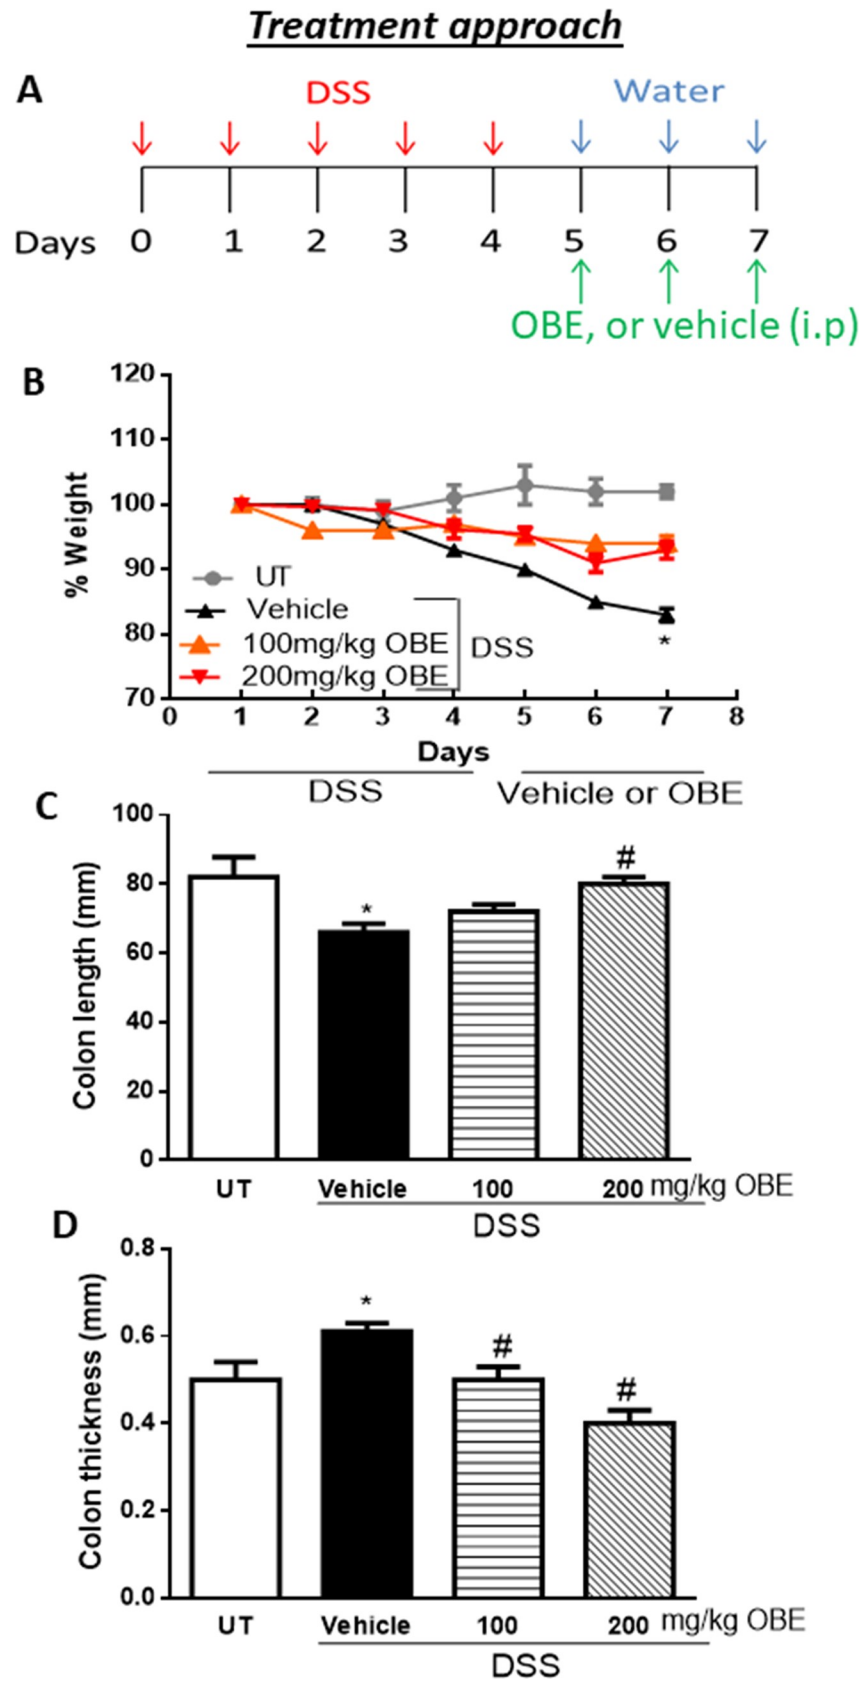 Treatment approach
A
DSS
Water
Days 0 1 2 3 4 5 6 7
OBE, or vehicle (i.p)
B
120
110
100
90
80
70
% Weight
UT
Vehicle
100mg/kg OBE
200mg/kg OBE
DSS
*
0 1 2 3 4 5 6 7 8
Days
DSS
Vehicle or OBE
C
100
80
60
40
20
0
Colon length (mm)
*
#
UT Vehicle 100 200 mg/kg OBE
DSS
D
0.8
0.6
0.4
0.2
0.0
Colon thickness (mm)
*
#
#
UT Vehicle 100 200 mg/kg OBE
DSS